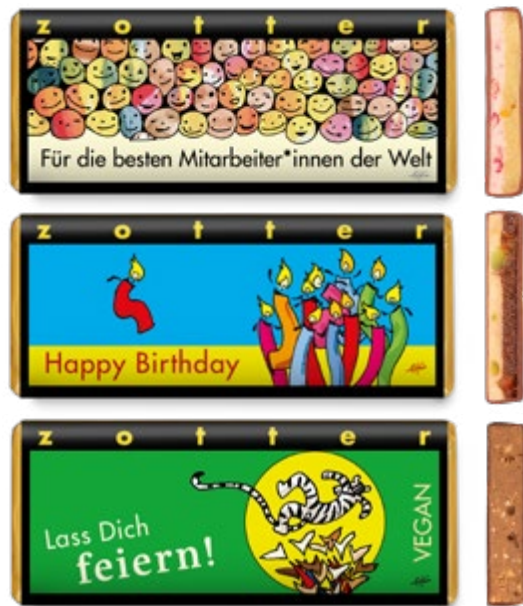 zotter
Für die besten Mitarbeiter*innen der Welt
zotter
Happy Birthday
zotter
Lass Dich
feiern!
VEGAN